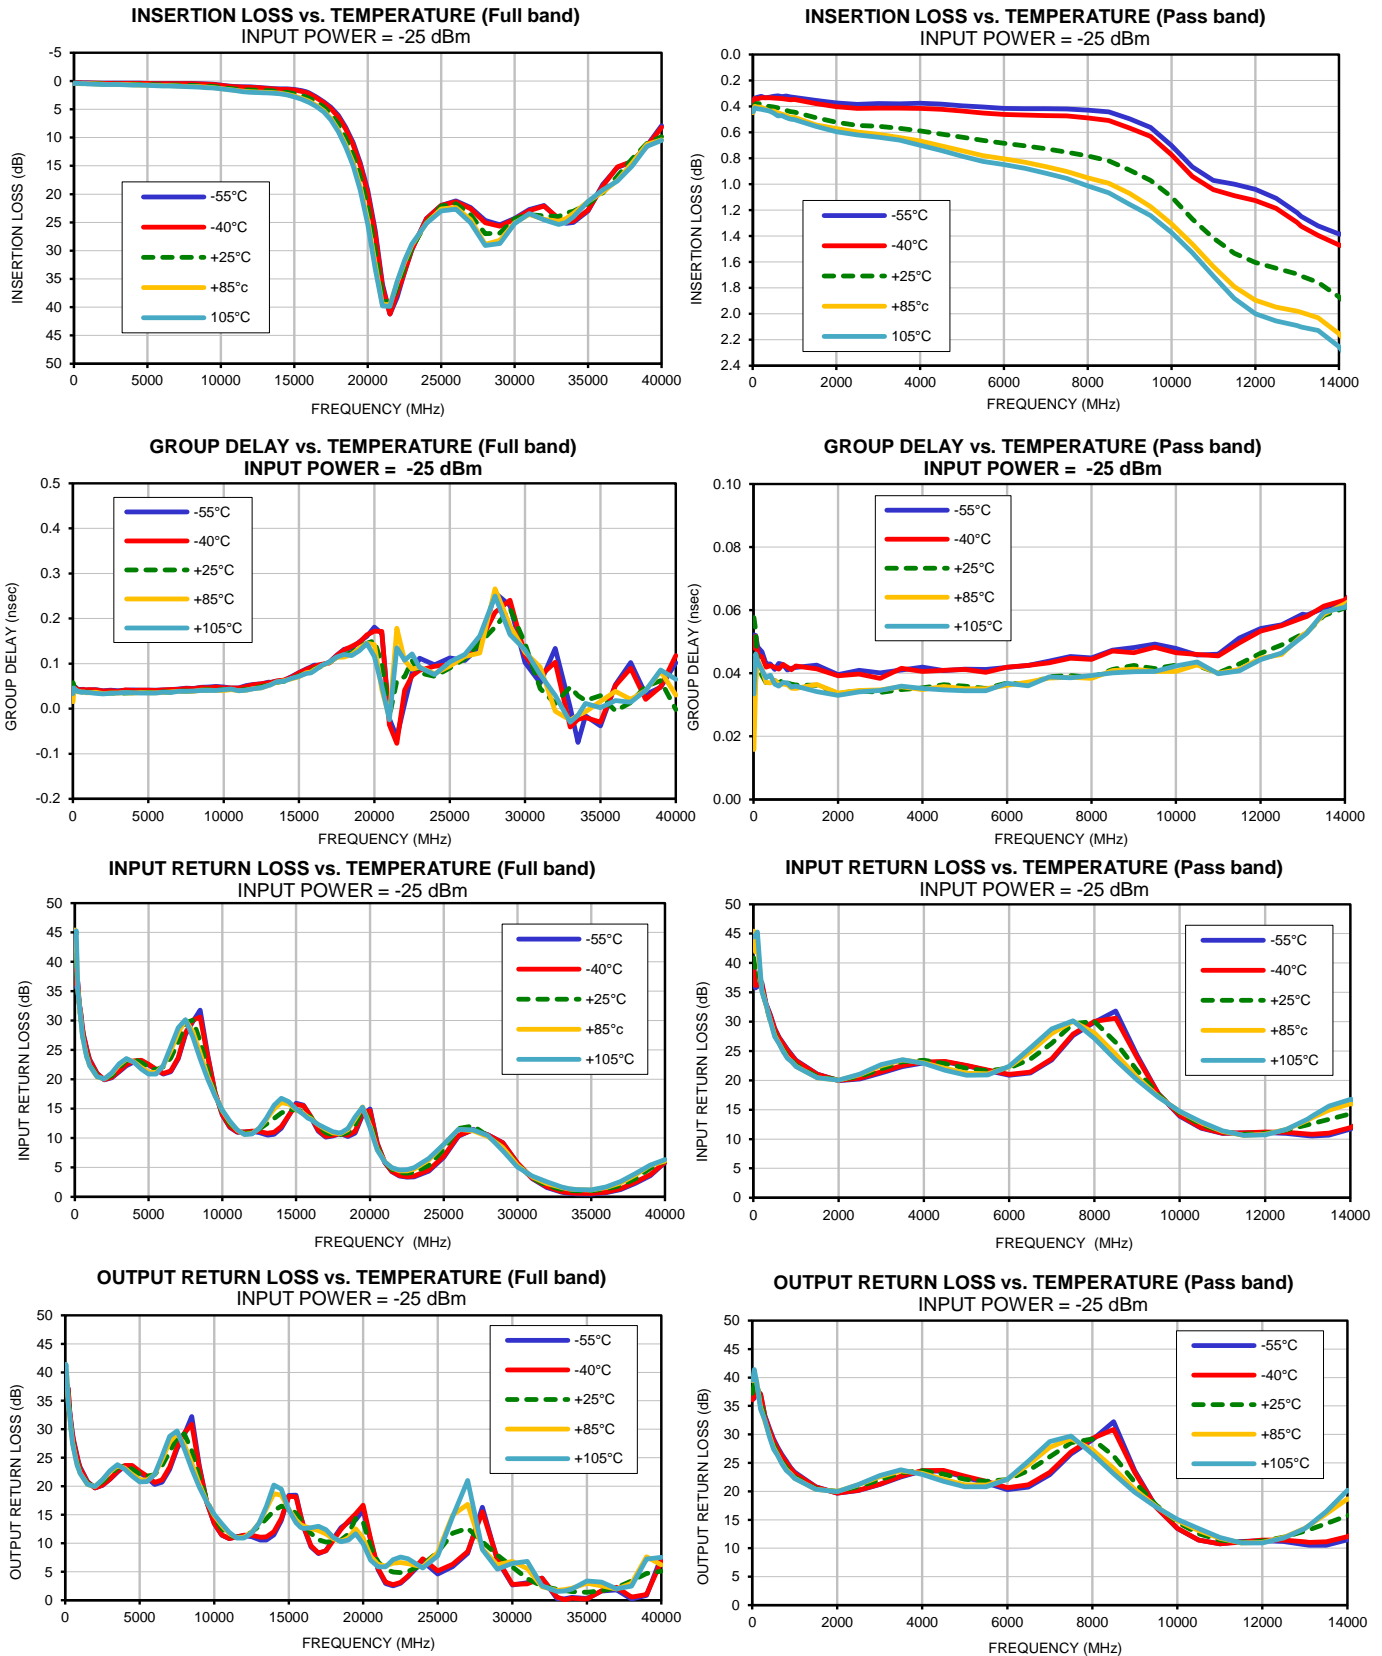 INSERTION LOSS vs. TEMPERATURE (Full band)
INPUT POWER = -25 dBm
-5
0
5
10
15
20
25
30
35
40
45
50
INSERTION LOSS (dB)
-55°C
-40°C
+25°C
+85°c
105°C
0 5000 10000 15000 20000 25000 30000 35000 40000
FREQUENCY (MHz)
INSERTION LOSS vs. TEMPERATURE (Pass band)
INPUT POWER = -25 dBm
0.0
0.2
0.4
0.6
0.8
1.0
1.2
1.4
1.6
1.8
2.0
2.2
2.4
INSERTION LOSS (dB)
-55°C
-40°C
+25°C
+85°c
105°C
0 2000 4000 6000 8000 10000 12000 14000
FREQUENCY (MHz)
GROUP DELAY vs. TEMPERATURE (Full band)
INPUT POWER = -25 dBm
0.5
0.4
0.3
0.2
0.1
0.0
-0.1
-0.2
GROUP DELAY (nsec)
-55°C
-40°C
+25°C
+85°C
+105°C
0 5000 10000 15000 20000 25000 30000 35000 40000
FREQUENCY (MHz)
GROUP DELAY vs. TEMPERATURE (Pass band)
INPUT POWER = -25 dBm
0.10
0.08
0.06
0.04
0.02
0.00
GROUP DELAY (nsec)
-55°C
-40°C
+25°C
+85°C
+105°C
0 2000 4000 6000 8000 10000 12000 14000
FREQUENCY (MHz)
INPUT RETURN LOSS vs. TEMPERATURE (Full band)
INPUT POWER = -25 dBm
50
45
40
35
30
25
20
15
10
5
0
INPUT RETURN LOSS (dB)
-55°C
-40°C
+25°C
+85°c
+105°C
0 5000 10000 15000 20000 25000 30000 35000 40000
FREQUENCY (MHz)
INPUT RETURN LOSS vs. TEMPERATURE (Pass band)
INPUT POWER = -25 dBm
50
45
40
35
30
25
20
15
10
5
0
INPUT RETURN LOSS (dB)
-55°C
-40°C
+25°C
+85°c
+105°C
0 2000 4000 6000 8000 10000 12000 14000
FREQUENCY (MHz)
OUTPUT RETURN LOSS vs. TEMPERATURE (Full band)
INPUT POWER = -25 dBm
50
45
40
35
30
25
20
15
10
5
0
OUTPUT RETURN LOSS (dB)
-55°C
-40°C
+25°C
+85°C
+105°C
0 5000 10000 15000 20000 25000 30000 35000 40000
FREQUENCY (MHz)
OUTPUT RETURN LOSS vs. TEMPERATURE (Pass band)
INPUT POWER = -25 dBm
50
45
40
35
30
25
20
15
10
5
0
OUTPUT RETURN LOSS (dB)
-55°C
-40°C
+25°C
+85°C
+105°C
0 2000 4000 6000 8000 10000 12000 14000
FREQUENCY (MHz)